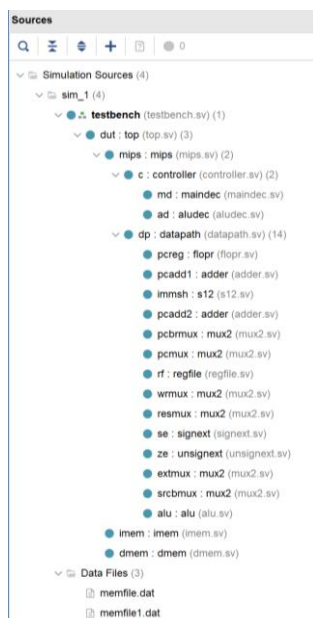 Sources
0
Simulation Sources (4)
sim_1 (4)
testbench (testbench.sv) (1)
dut : top (top.sv) (3)
mips : mips (mips.sv) (2)
c : controller (controller.sv) (2)
md : maindec (maindec.sv)
ad : aludec (aludec.sv)
dp : datapath (datapath.sv) (14)
pcreg : flopr (flopr.sv)
pcadd1 : adder (adder.sv)
immsh : s12 (s12.sv)
pcadd2 : adder (adder.sv)
pcbrmux : mux2 (mux2.sv)
pcmux : mux2 (mux2.sv)
rf : regfile (regfile.sv)
wrmux : mux2 (mux2.sv)
resmux : mux2 (mux2.sv)
se : signext (signext.sv)
ze : unsignext (unsignext.sv)
extmux : mux2 (mux2.sv)
srcbmux : mux2 (mux2.sv)
alu : alu (alu.sv)
imem : imem (imem.sv)
dmem : dmem (dmem.sv)
Data Files (3)
memfile.dat
memfile1.dat